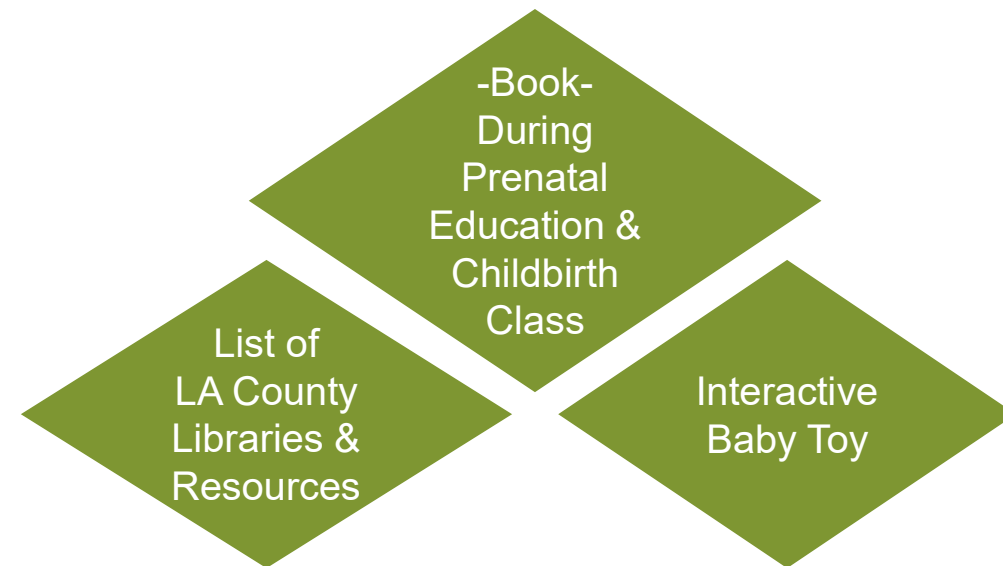 -Book-
During
Prenatal
Education &
Childbirth
Class
List of
LA County
Libraries &
Resources
Interactive
Baby Toy